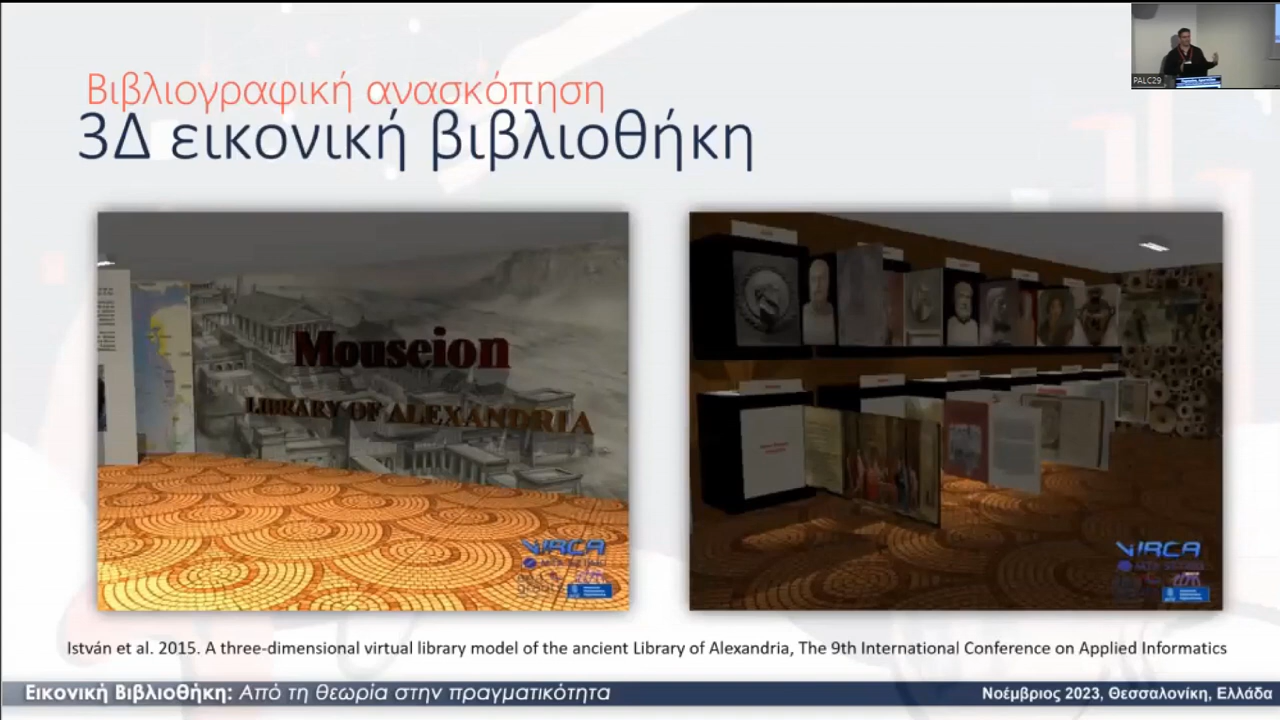 Βιβλιογραφική ανασκόπηση
3Δ εικονική βιβλιοθήκη
PALC29
Mouseion
LIBRARY OF ALEXANDRIA
VIRCA
VIRCA
István et al. 2015. A three-dimensional virtual library model of the ancient Library of Alexandria, The 9th International Conference on Applied Informatics
Εικονική Βιβλιοθήκη: Από τη θεωρία στην πραγματικότητα
Νοέμβριος 2023, Θεσσαλονίκη, Ελλάδα